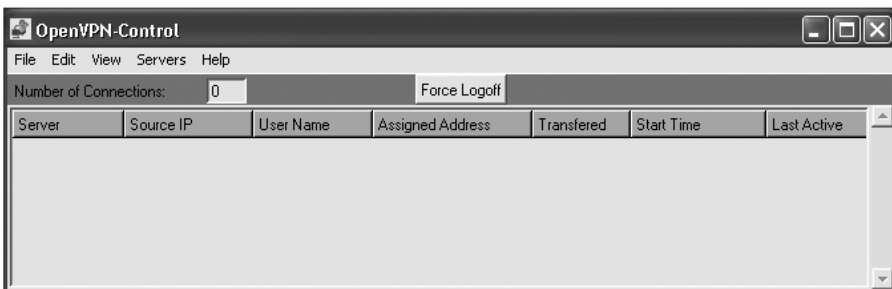 OpenVPN-Control
File Edit View Servers Help
Number of Connections: 0 Force Logoff
Server Source IP User Name Assigned Address Transfered Start Time Last Active